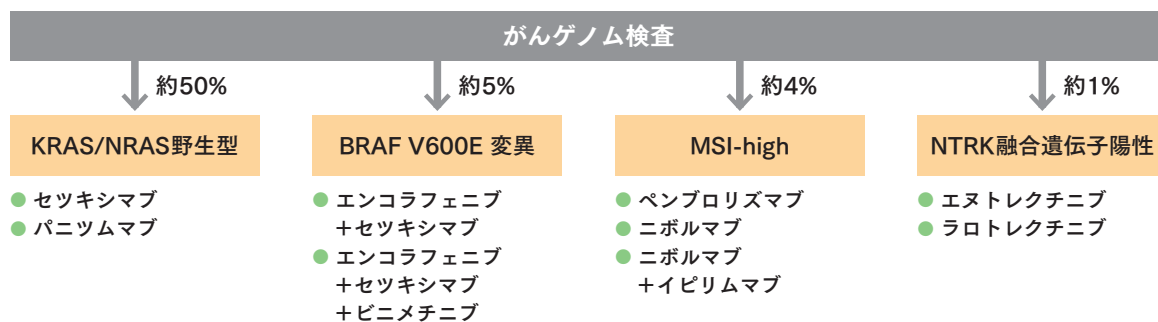 がんゲノム検査
約50%
約5%
約4%
約1%
KRAS/NRAS野生型
BRAF V600E 変異
MSI-high
NTRK融合遺伝子陽性
セツキシマブ
パニツムマブ
エンコラフェニブ
＋セツキシマブ
エンコラフェニブ
＋セツキシマブ
＋ビニメチニブ
ペンブロリズマブ
ニボルマブ
ニボルマブ
＋イピリムマブ
エヌトレクチニブ
ラロトレクチニブ